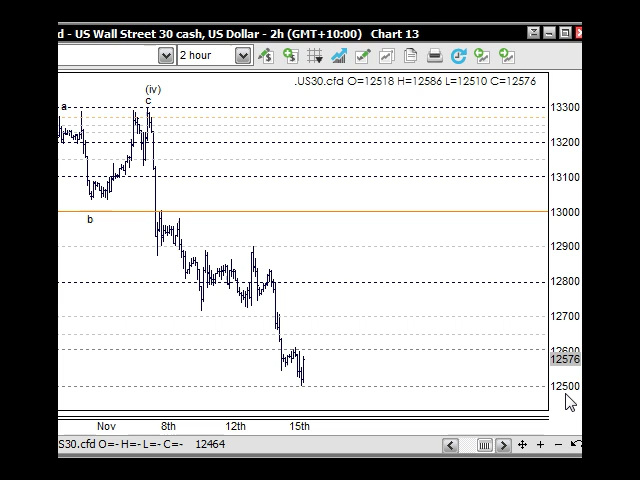 d - US Wall Street 30 cash, US Dollar - 2h (GMT+10:00) Chart 13
2 hour
.US30.cfd O=12518 H=12586 L=12510 C=12576
(iv)
a
c
b
13300
13200
13100
13000
12900
12800
12700
12600
12576
12500
Nov 8th 12th 15th
S30.cfd O=- H=- L=- C=- 12464